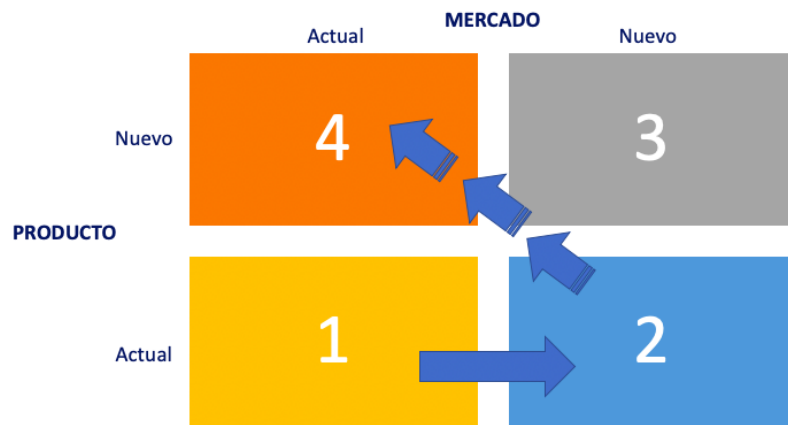 MERCADO
Actual Nuevo
Nuevo 4 3
PRODUCTO
Actual 1 2